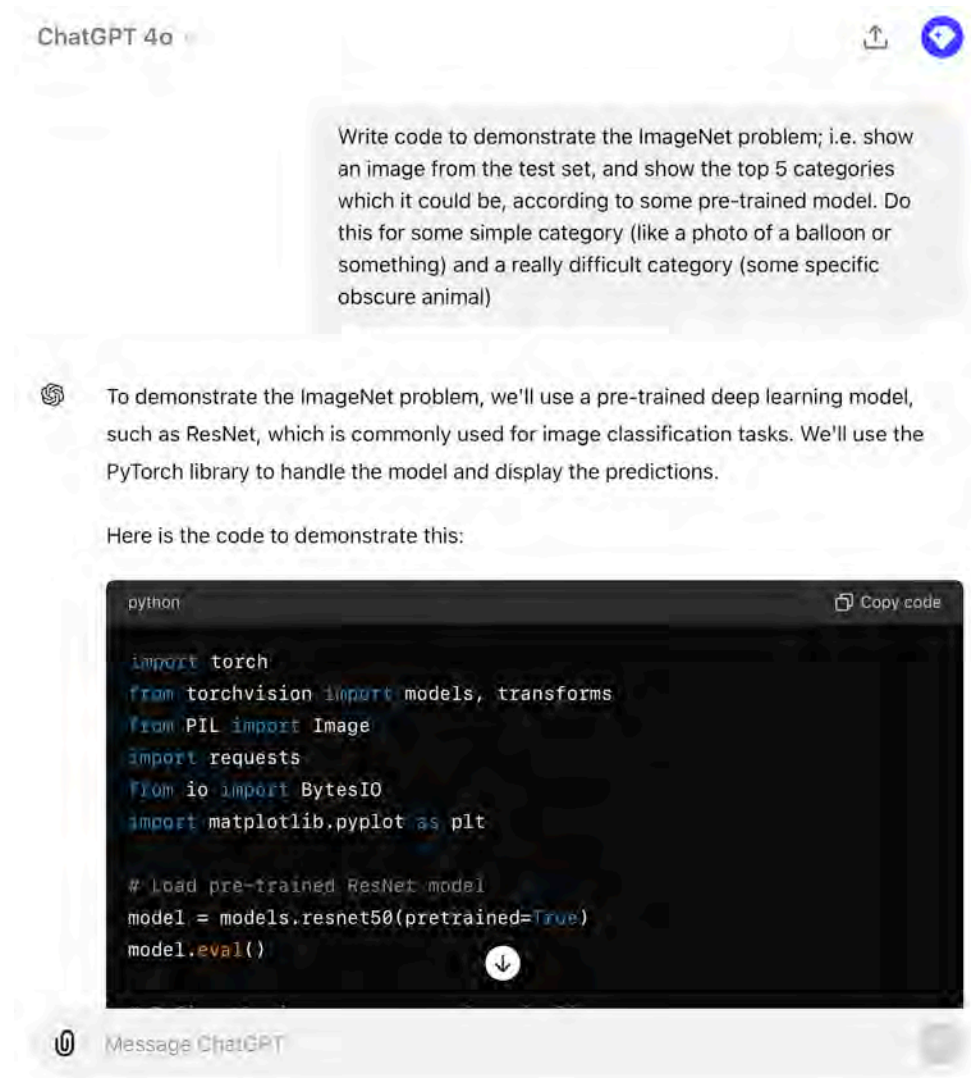 ChatGPT 4o
Write code to demonstrate the ImageNet problem; i.e. show
an image from the test set, and show the top 5 categories
which it could be, according to some pre-trained model. Do
this for some simple category (like a photo of a balloon or
something) and a really difficult category (some specific
obscure animal)
To demonstrate the ImageNet problem, we'll use a pre-trained deep learning model,
such as ResNet, which is commonly used for image classification tasks. We'll use the
PyTorch library to handle the model and display the predictions.
Here is the code to demonstrate this:
python
Copy code
import torch
from torchvision import models, transforms
from PIL import Image
import requests
from io import BytesIO
import matplotlib.pyplot as plt
# Load pre-trained ResNet model
model = models.resnet50(pretrained=True)
model.eval()
Message ChatGPT